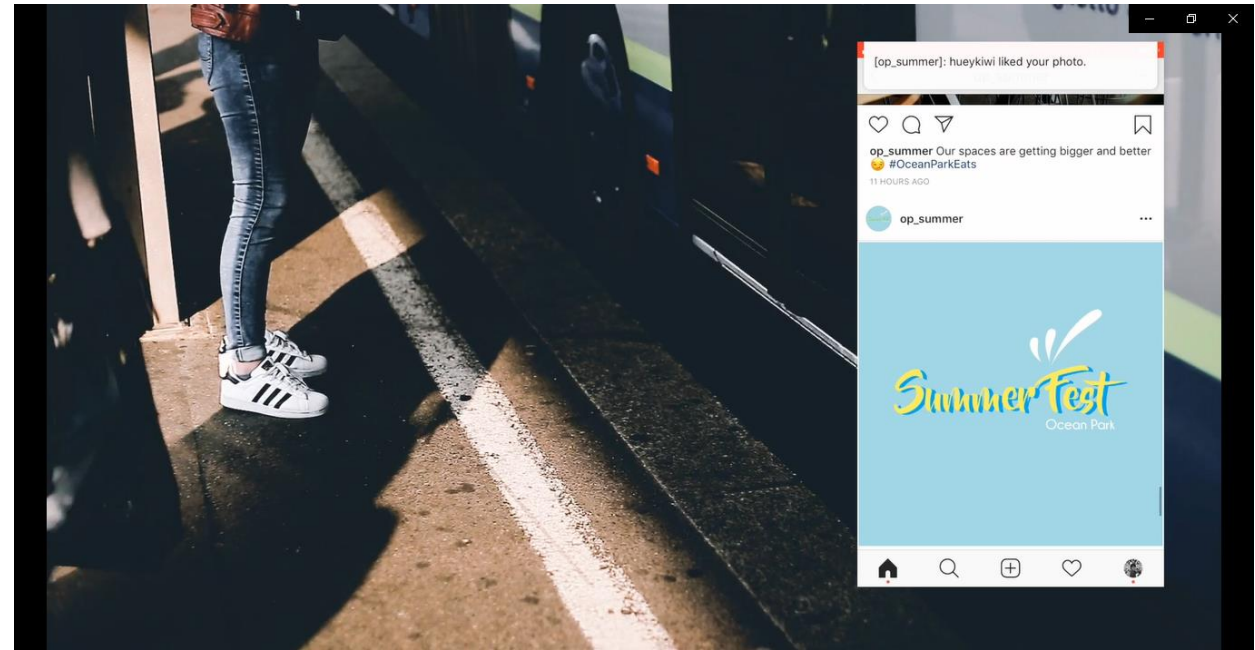 [op_summer]: hueykiwi liked your photo.
op_summer Our spaces are getting bigger and better
😏 #OceanParkEats
11 HOURS AGO
op_summer
Summer Fest
Ocean Park